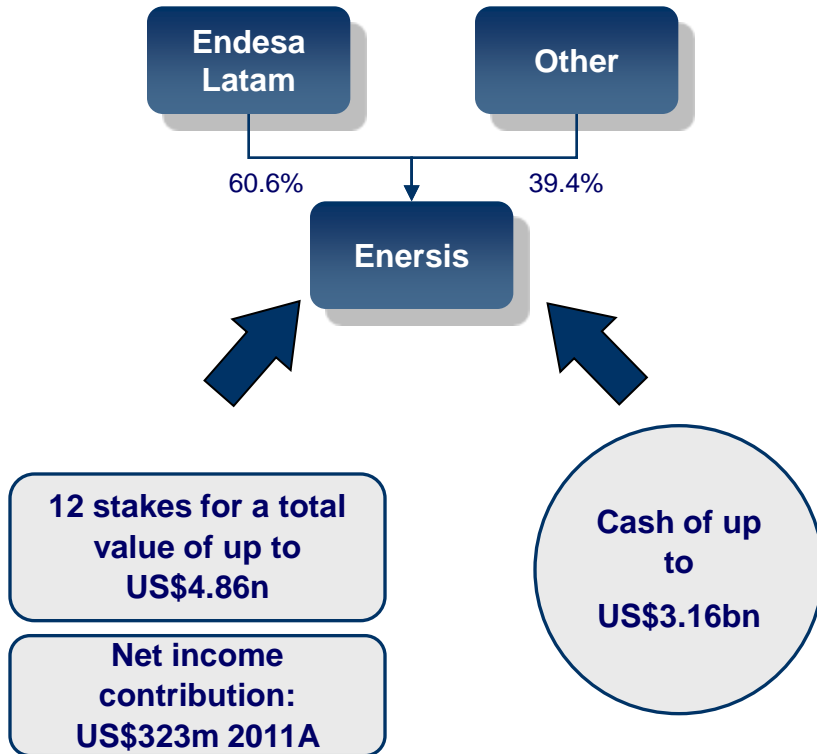 Endesa
Latam
Other
60.6%
39.4%
Enersis
12 stakes for a total
value of up to
US$4.86n
Cash of up
to
US$3.16bn
Net income
contribution:
US$323m 2011A